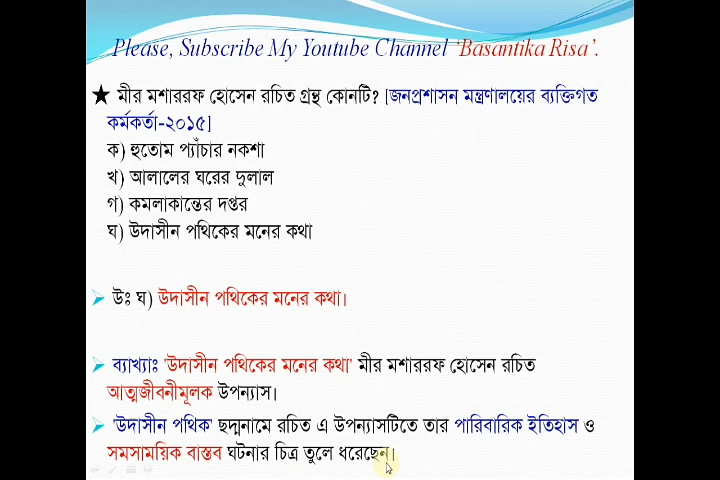 Please, Subscribe My Youtube Channel ‘Basantika Risa’.
★ মীর মশাররফ হোসেন রচিত গ্রন্থ কোনটি? [জনপ্রশাসন মন্ত্রণালয়ের ব্যক্তিগত
কর্মকর্তা-২০১৫]
ক) হুতোম প্যাঁচার নকশা
খ) আলালের ঘরের দুলাল
গ) কমলাকান্তের দপ্তর
ঘ) উদাসীন পথিকের মনের কথা
➢ উঃ ঘ) উদাসীন পথিকের মনের কথা।
➢ ব্যাখ্যাঃ 'উদাসীন পথিকের মনের কথা' মীর মশাররফ হোসেন রচিত
আত্মজীবনীমূলক উপন্যাস।
➢ 'উদাসীন পথিক' ছদ্মনামে রচিত এ উপন্যাসটিতে তার পারিবারিক ইতিহাস ও
সমসাময়িক বাস্তব ঘটনার চিত্র তুলে ধরেছেন।